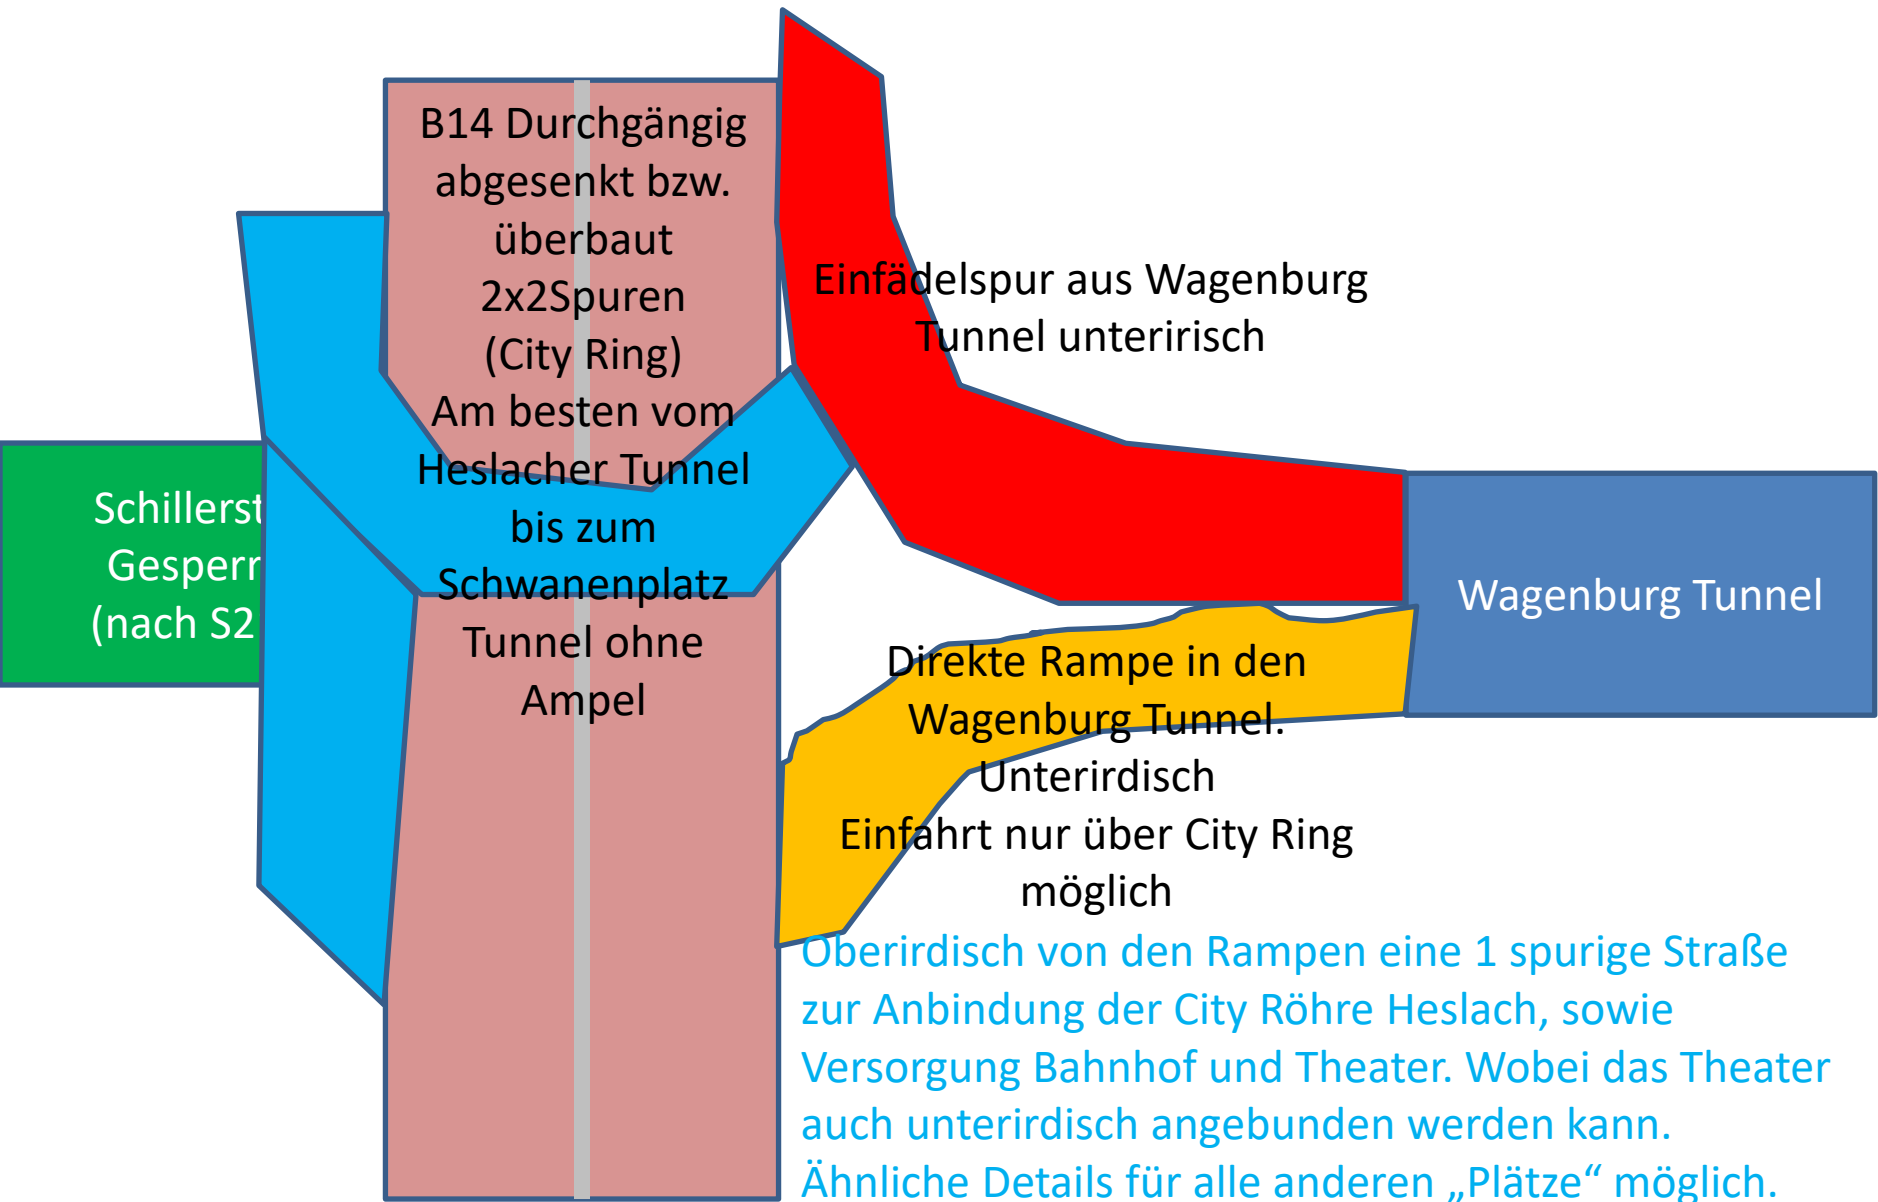 B14 Durchgängig
abgesenkt bzw.
überbaut
2x2Spuren
(City Ring)
Am besten vom
Heslacher Tunnel
bis zum
Schwanenplatz
Tunnel ohne
Ampel
Einfädelspur aus Wagenburg
Tunnel unteririsch
Schillerst
Gesperr
(nach S2
Wagenburg Tunnel
Direkte Rampe in den
Wagenburg Tunnel.
Unterirdisch
Einfahrt nur über City Ring
möglich
Oberirdisch von den Rampen eine 1 spurige Straße
zur Anbindung der City Röhre Heslach, sowie
Versorgung Bahnhof und Theater. Wobei das Theater
auch unterirdisch angebunden werden kann.
Ähnliche Details für alle anderen „Plätze“ möglich.